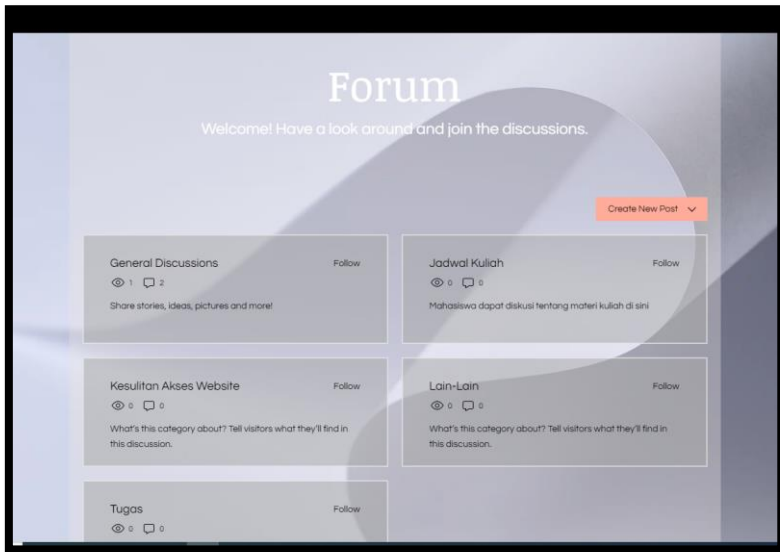 Forum
Welcome! Have a look around and join the discussions.
Create New Post
General Discussions
Follow
1 2
Share stories, ideas, pictures and more!
Jadwal Kuliah
Follow
0 0
Mahasiswa dapat diskusi tentang materi kuliah di sini
Kesulitan Akses Website
Follow
0 0
What's this category about? Tell visitors what they'll find in
this discussion.
Lain-Lain
Follow
0 0
What's this category about? Tell visitors what they'll find in
this discussion.
Tugas
Follow
0 0